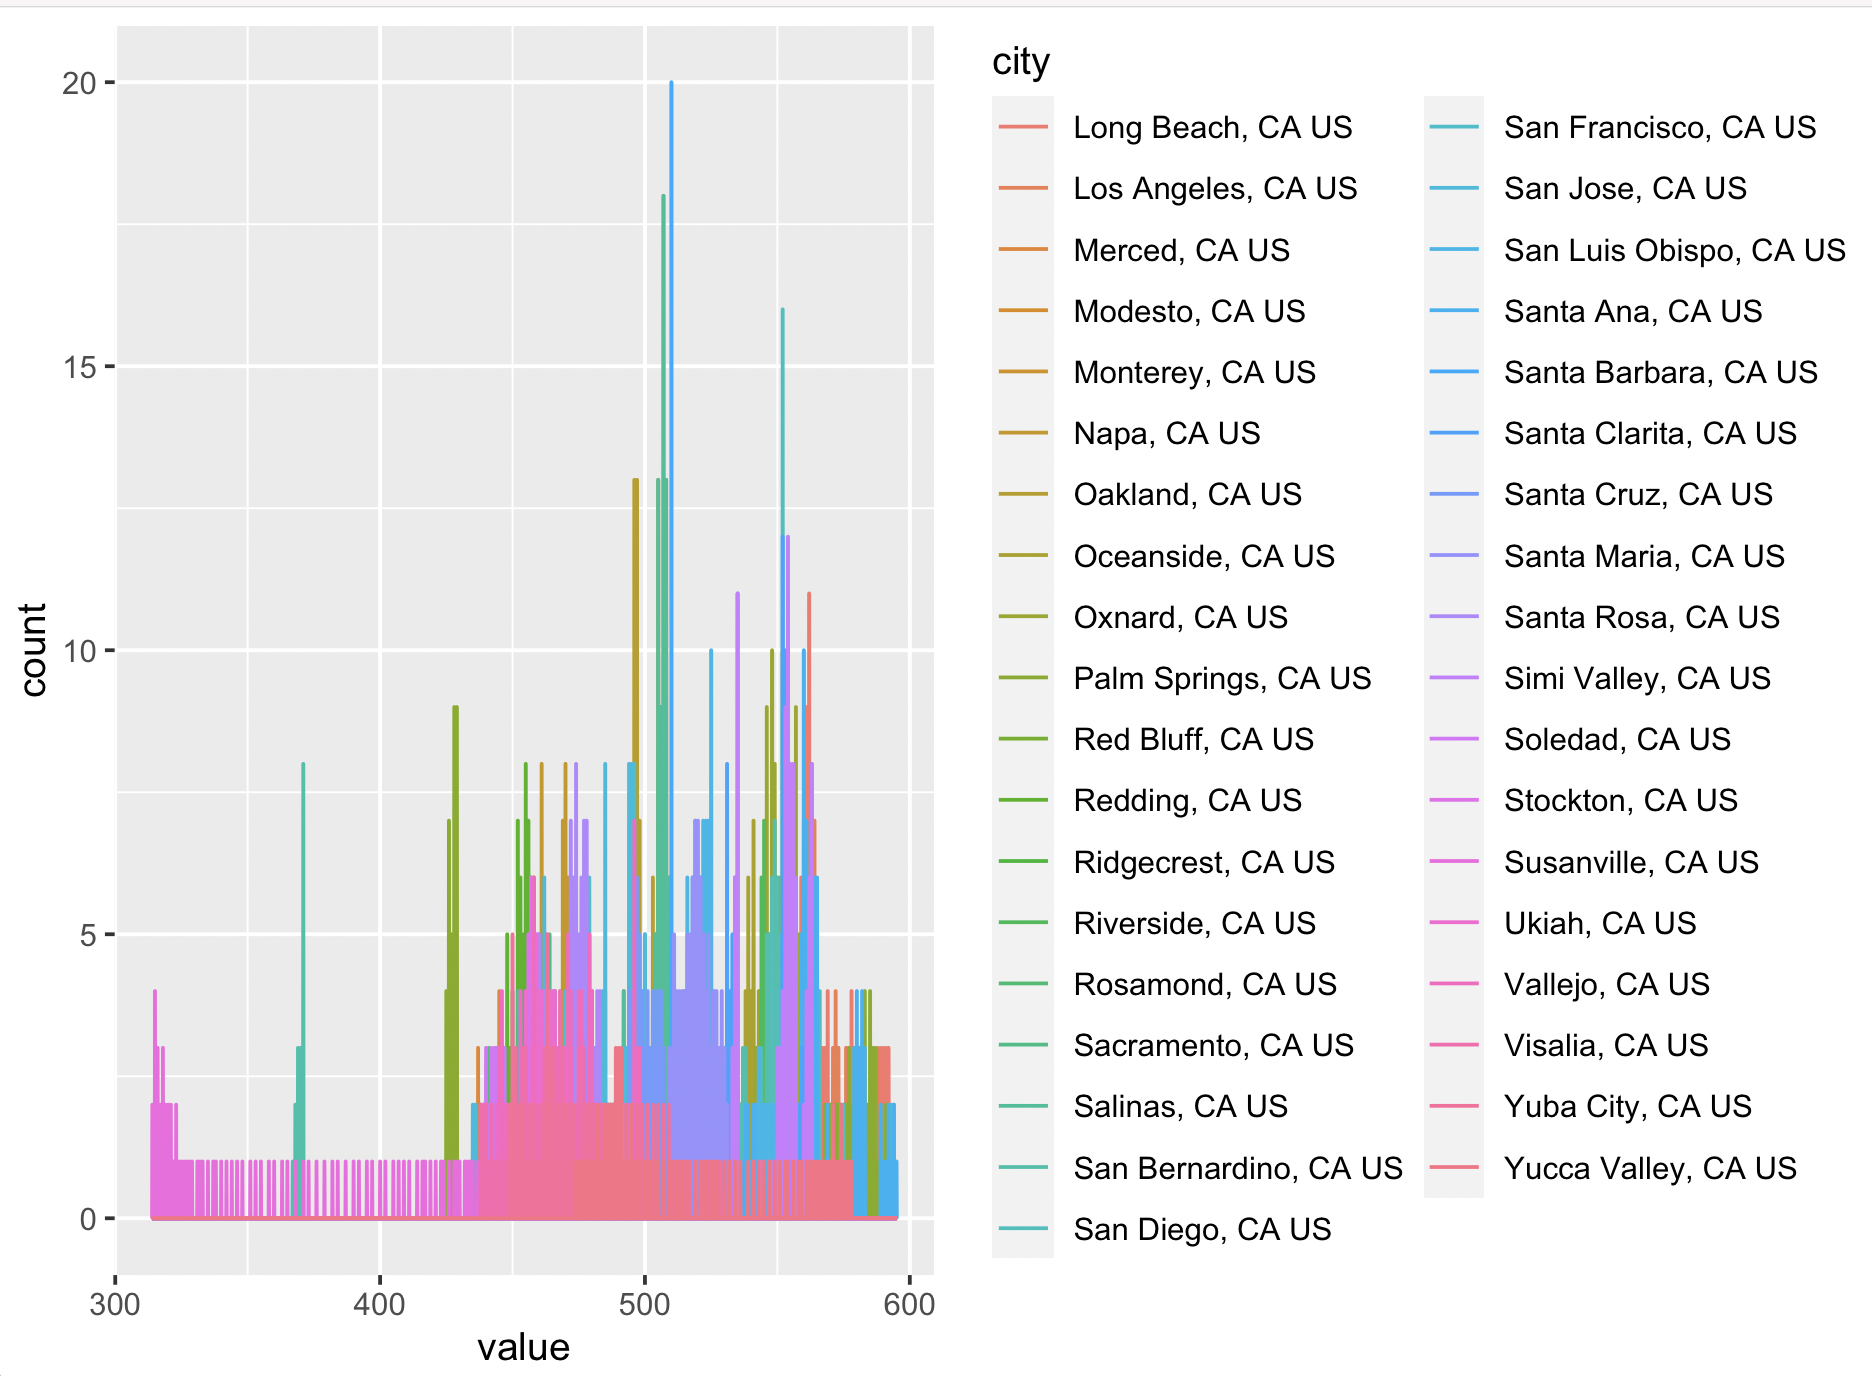 20
15
10
5
0
count
300
400
500
600
value
city
Long Beach, CA US
Los Angeles, CA US
Merced, CA US
Modesto, CA US
Monterey, CA US
Napa, CA US
Oakland, CA US
Oceanside, CA US
Oxnard, CA US
Palm Springs, CA US
Red Bluff, CA US
Redding, CA US
Ridgecrest, CA US
Riverside, CA US
Rosamond, CA US
Sacramento, CA US
Salinas, CA US
San Bernardino, CA US
San Diego, CA US
San Francisco, CA US
San Jose, CA US
San Luis Obispo, CA US
Santa Ana, CA US
Santa Barbara, CA US
Santa Clarita, CA US
Santa Cruz, CA US
Santa Maria, CA US
Santa Rosa, CA US
Simi Valley, CA US
Soledad, CA US
Stockton, CA US
Susanville, CA US
Ukiah, CA US
Vallejo, CA US
Visalia, CA US
Yuba City, CA US
Yucca Valley, CA US